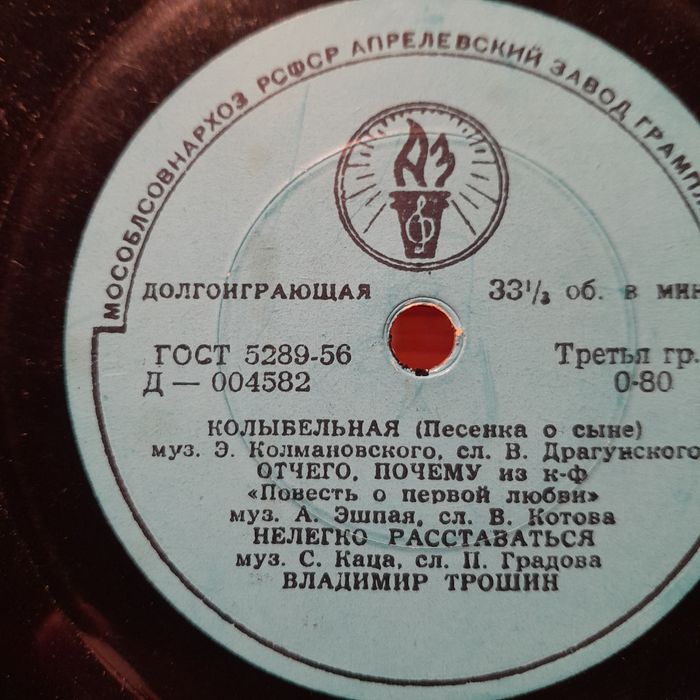 МОСОБЛСОВНАРХОЗ РСФСР АПРЕЛЕВСКИЙ ЗАВОД ГРАМПЛ
АЗ
ДОЛГОИГРАЮЩАЯ 33⅓ об. в мин
ГОСТ 5289-56 Третья гр.
Д — 004582 0-80
КОЛЫБЕЛЬНАЯ (Песенка о сыне)
муз. Э. Колмановского, сл. В. Драгунского
ОТЧЕГО, ПОЧЕМУ из к-ф
«Повесть о первой любви»
муз. А. Эшпая, сл. В. Котова
НЕЛЕГКО РАССТАВАТЬСЯ
муз. С. Каца, сл. П. Градова
ВЛАДИМИР ТРОШИН